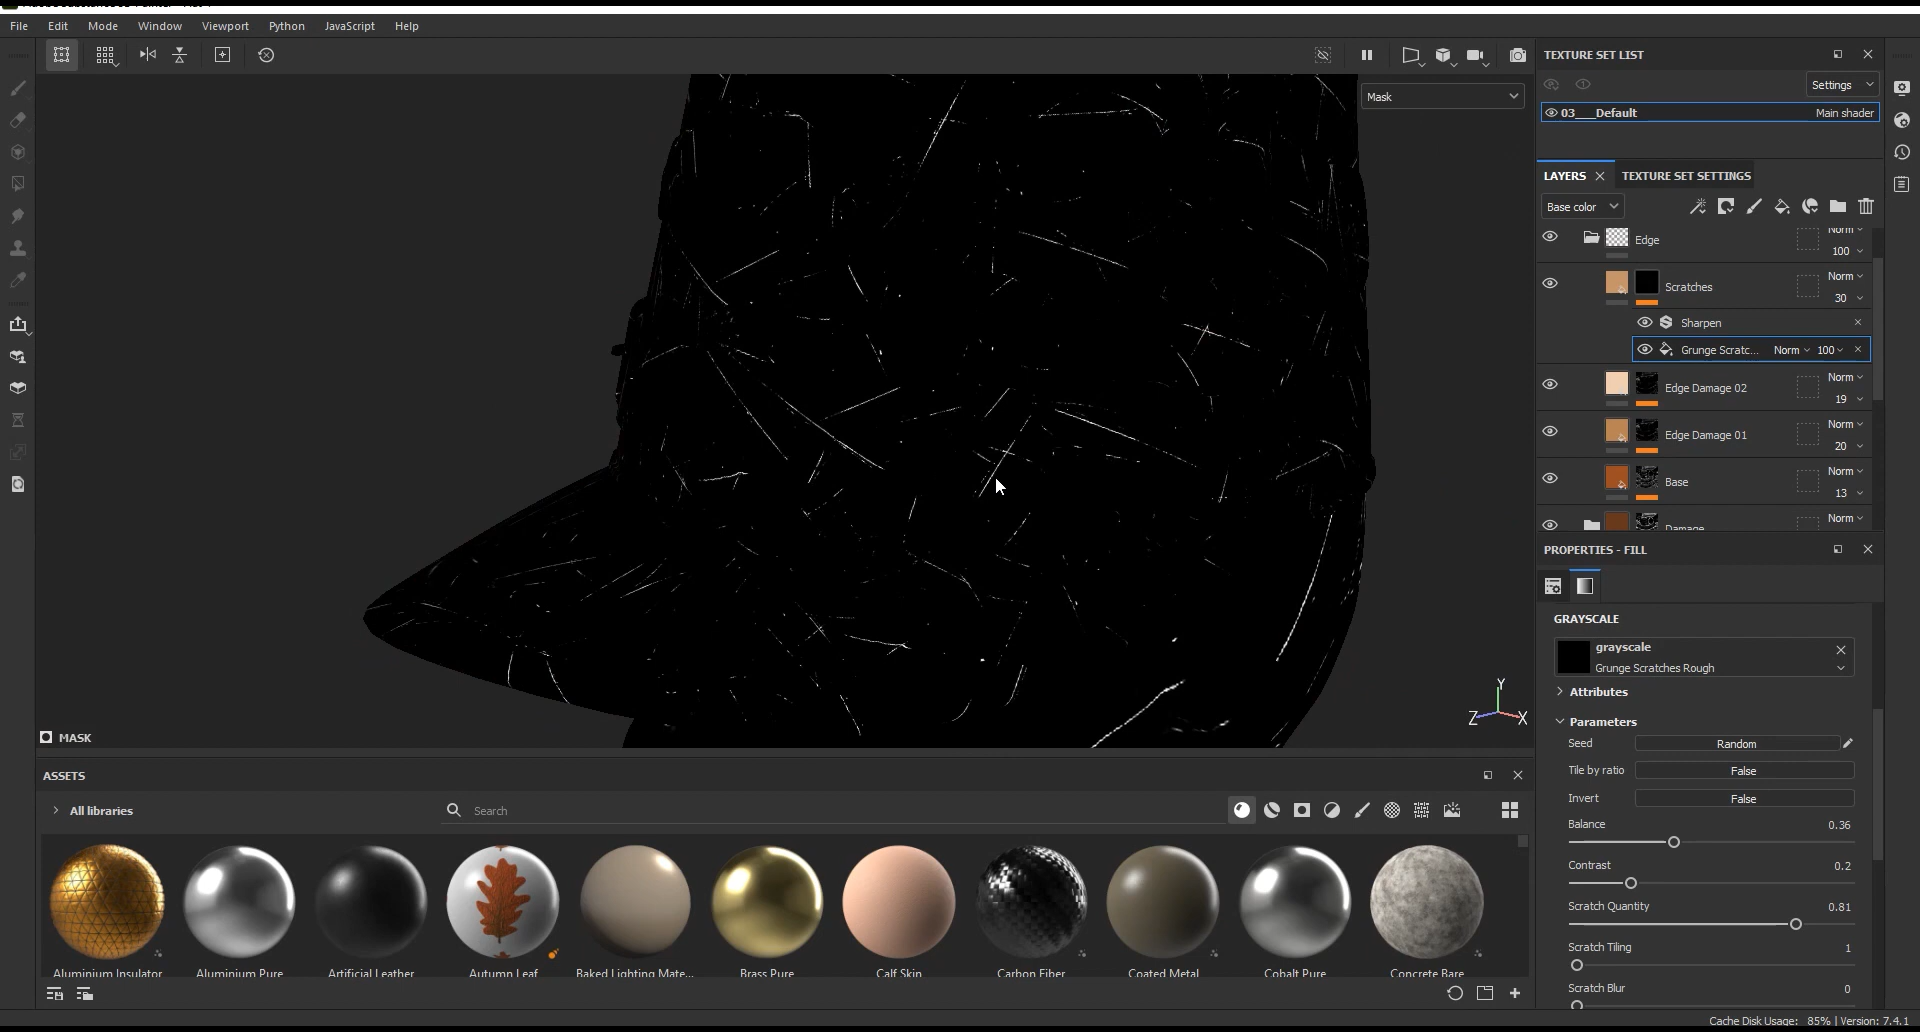 File Edit Mode Window Viewport Python JavaScript Help
Mask
MASK
Y
Z X
TEXTURE SET LIST
Settings
03___Default Main shader
LAYERS TEXTURE SET SETTINGS
Base color
Edge Norm
100
Scratches Norm
30
Sharpen
Grunge Scratc... Norm 100
Edge Damage 02 Norm
19
Edge Damage 01 Norm
20
Base Norm
13
Damage Norm
PROPERTIES - FILL
GRAYSCALE
grayscale
Grunge Scratches Rough
Attributes
Parameters
Seed Random
Tile by ratio False
Invert False
Balance 0.36
Contrast 0.2
Scratch Quantity 0.81
Scratch Tiling 1
Scratch Blur 0
ASSETS
All libraries Search
Aluminium Insulator Aluminium Pure Artificial Leather Autumn Leaf Baked Lighting Mate... Brass Pure Calf Skin Carbon Fiber Coated Metal Cobalt Pure Concrete Bare
Cache Disk Usage: 85% | Version: 7.4.1